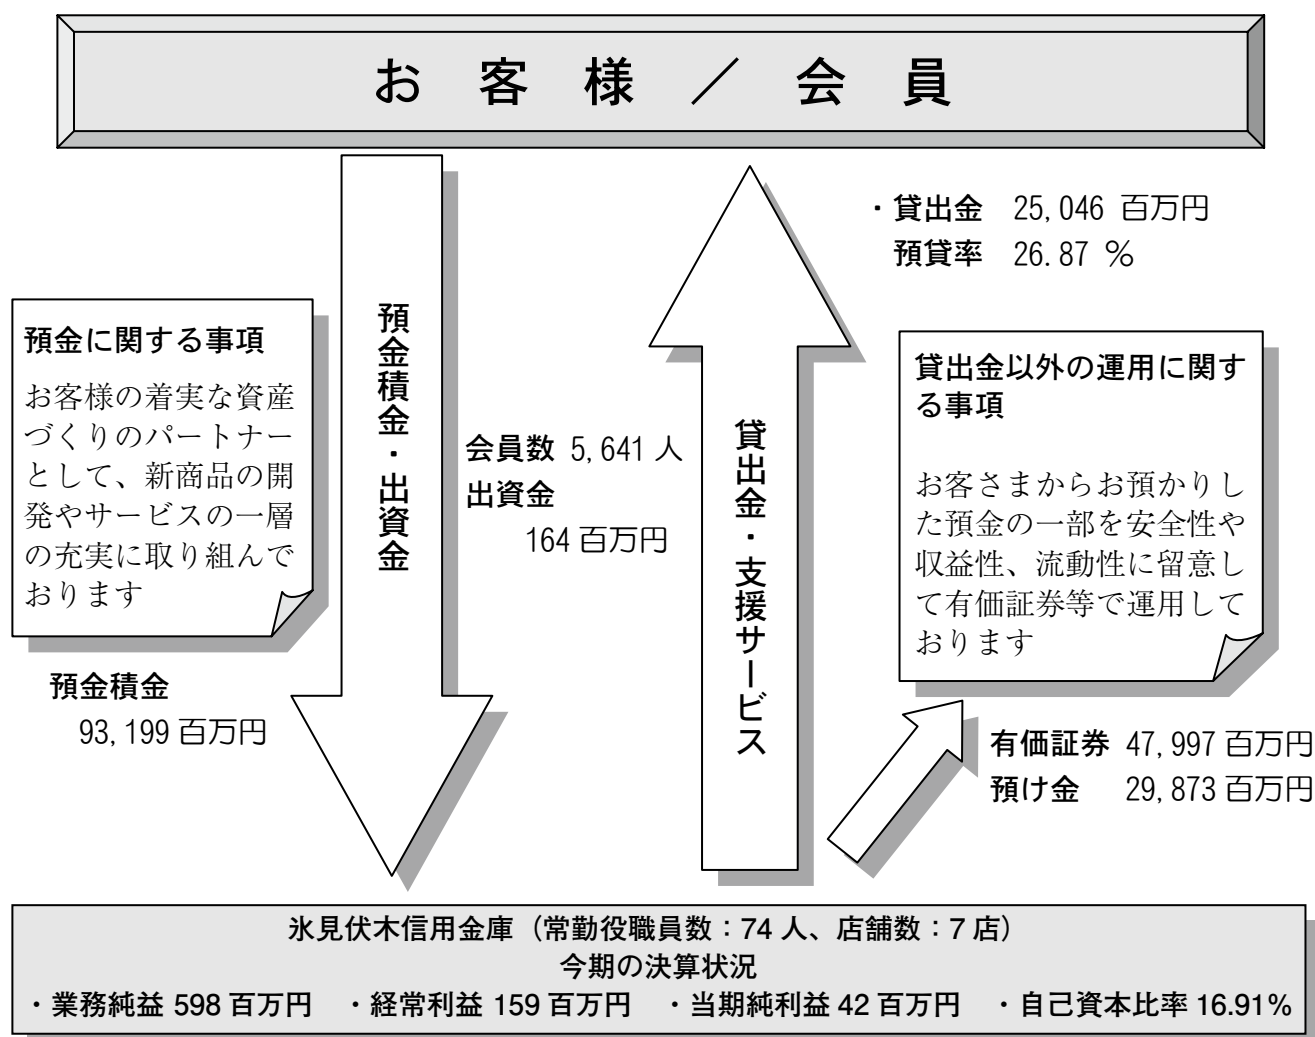 お客様／会員
・貸出金 25,046 百万円
預貸率 26.87 %
預金に関する事項
お客様の着実な資産
づくりのパートナー
として、新商品の開
発やサービスの一層
の充実に取り組んで
おります
預金積金
93,199 百万円
預金積金・出資金
会員数 5,641 人
出資金
164 百万円
貸出金・支援サービス
貸出金以外の運用に関す
る事項
お客さまからお預かりし
た預金の一部を安全性や
収益性、流動性に留意し
て有価証券等で運用して
おります
有価証券 47,997 百万円
預け金 29,873 百万円
氷見伏木信用金庫（常勤役職員数：74 人、店舗数：7 店）
今期の決算状況
・業務純益 598 百万円 ・経常利益 159 百万円 ・当期純利益 42 百万円 ・自己資本比率 16.91%